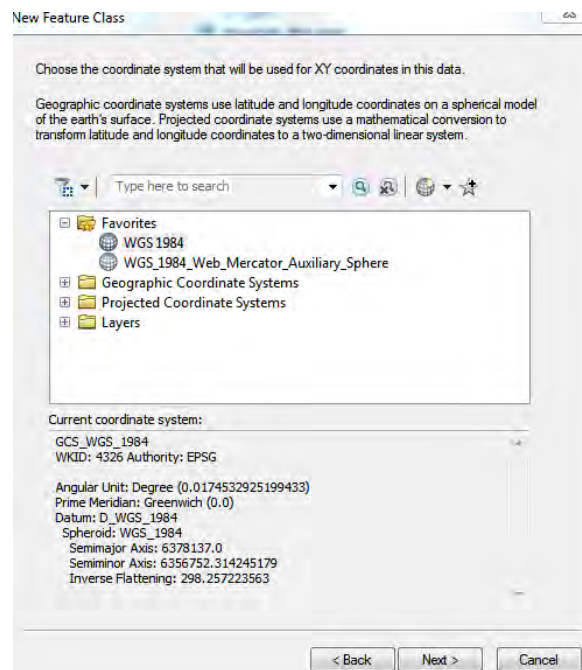 New Feature Class
Choose the coordinate system that will be used for XY coordinates in this data.
Geographic coordinate systems use latitude and longitude coordinates on a spherical model
of the earth's surface. Projected coordinate systems use a mathematical conversion to
transform latitude and longitude coordinates to a two-dimensional linear system.
Type here to search
Favorites
WGS 1984
WGS_1984_Web_Mercator_Auxiliary_Sphere
Geographic Coordinate Systems
Projected Coordinate Systems
Layers
Current coordinate system:
GCS_WGS_1984
WKID: 4326 Authority: EPSG
Angular Unit: Degree (0.0174532925199433)
Prime Meridian: Greenwich (0.0)
Datum: D_WGS_1984
Spheroid: WGS_1984
Semimajor Axis: 6378137.0
Semiminor Axis: 6356752.314245179
Inverse Flattening: 298.257223563
< Back Next > Cancel